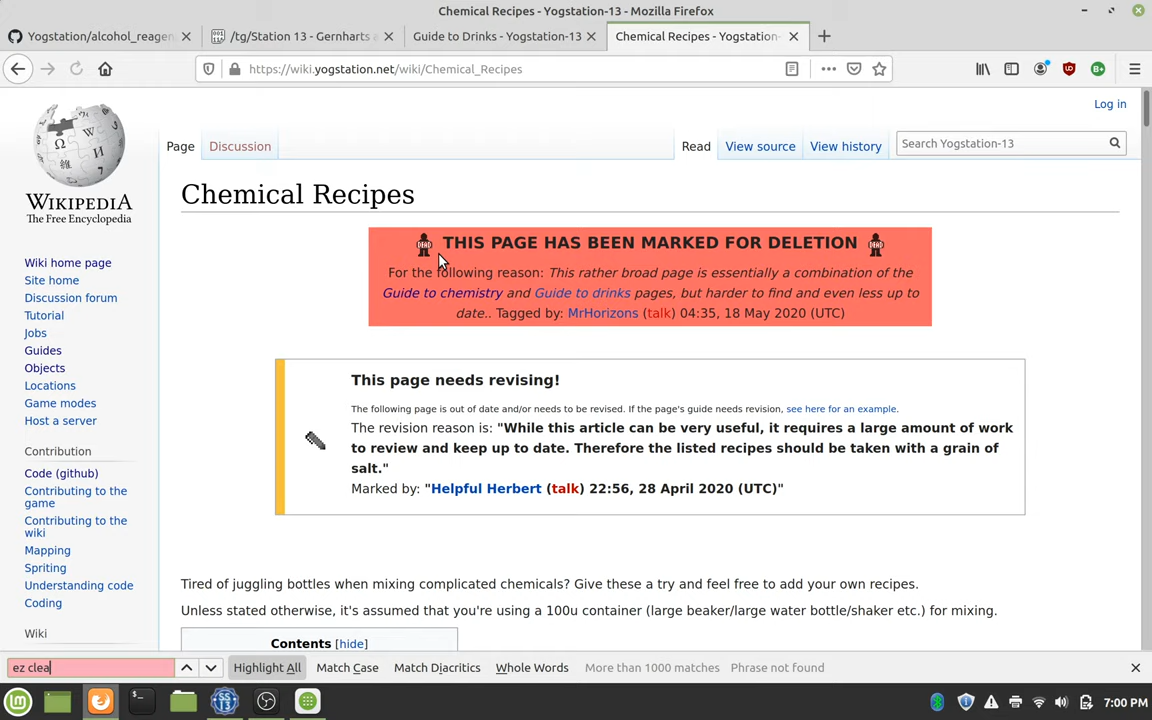 Chemical Recipes - Yogstation-13 - Mozilla Firefox
Yogstation/alcohol_reagen
/tg/Station 13 - Gernharts a
Guide to Drinks - Yogstation-13
Chemical Recipes - Yogstation-
https://wiki.yogstation.net/wiki/Chemical_Recipes
Log in
Page
Discussion
Read
View source
View history
Search Yogstation-13
WIKIPEDIA
The Free Encyclopedia
Wiki home page
Site home
Discussion forum
Tutorial
Jobs
Guides
Objects
Locations
Game modes
Host a server
Contribution
Code (github)
Contributing to the
game
Contributing to the
wiki
Mapping
Spriting
Understanding code
Coding
Wiki
Chemical Recipes
THIS PAGE HAS BEEN MARKED FOR DELETION
For the following reason: This rather broad page is essentially a combination of the
Guide to chemistry and Guide to drinks pages, but harder to find and even less up to
date.. Tagged by: MrHorizons (talk) 04:35, 18 May 2020 (UTC)
This page needs revising!
The following page is out of date and/or needs to be revised. If the page's guide needs revision, see here for an example.
The revision reason is: "While this article can be very useful, it requires a large amount of work
to review and keep up to date. Therefore the listed recipes should be taken with a grain of
salt."
Marked by: "Helpful Herbert (talk) 22:56, 28 April 2020 (UTC)"
Tired of juggling bottles when mixing complicated chemicals? Give these a try and feel free to add your own recipes.
Unless stated otherwise, it's assumed that you're using a 100u container (large beaker/large water bottle/shaker etc.) for mixing.
Contents [hide]
ez clea
Highlight All
Match Case
Match Diacritics
Whole Words
More than 1000 matches
Phrase not found
7:00 PM